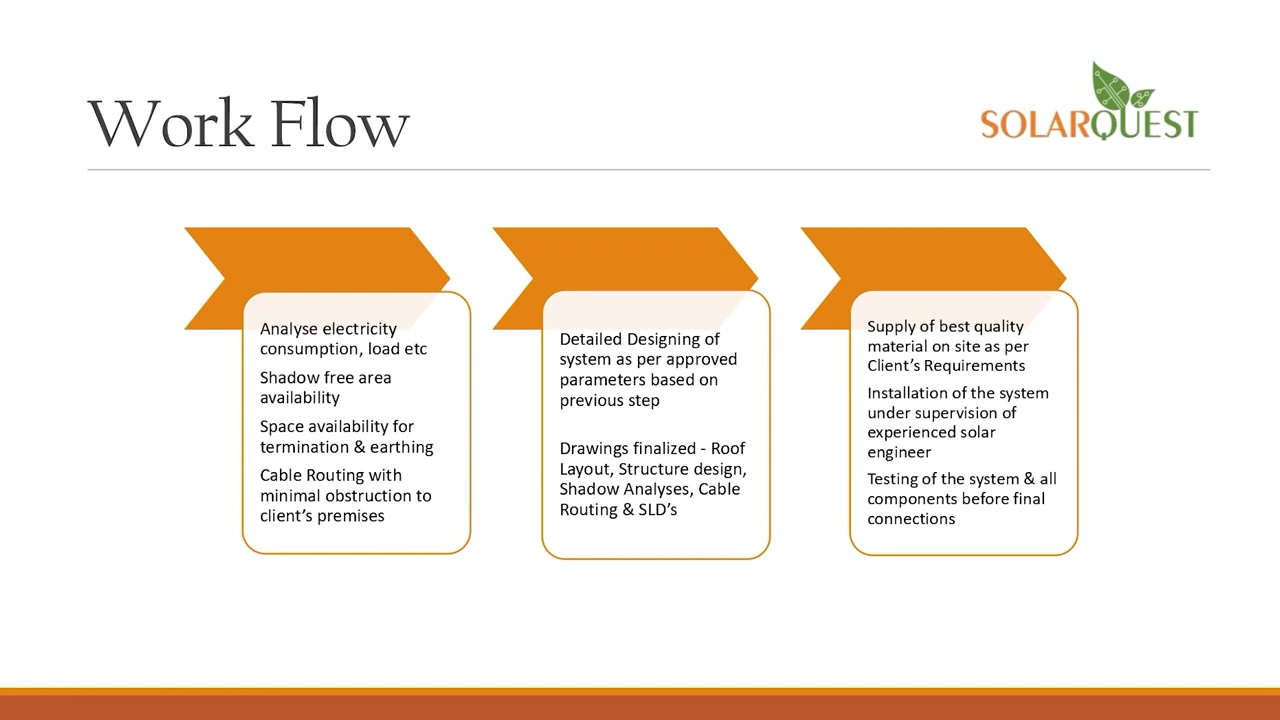 Work Flow
SOLARQUEST
Analyse electricity
consumption, load etc
Shadow free area
availability
Space availability for
termination & earthing
Cable Routing with
minimal obstruction to
client's premises
Detailed Designing of
system as per approved
parameters based on
previous step
Drawings finalized - Roof
Layout, Structure design,
Shadow Analyses, Cable
Routing & SLD's
Supply of best quality
material on site as per
Client's Requirements
Installation of the system
under supervision of
experienced solar
engineer
Testing of the system & all
components before final
connections